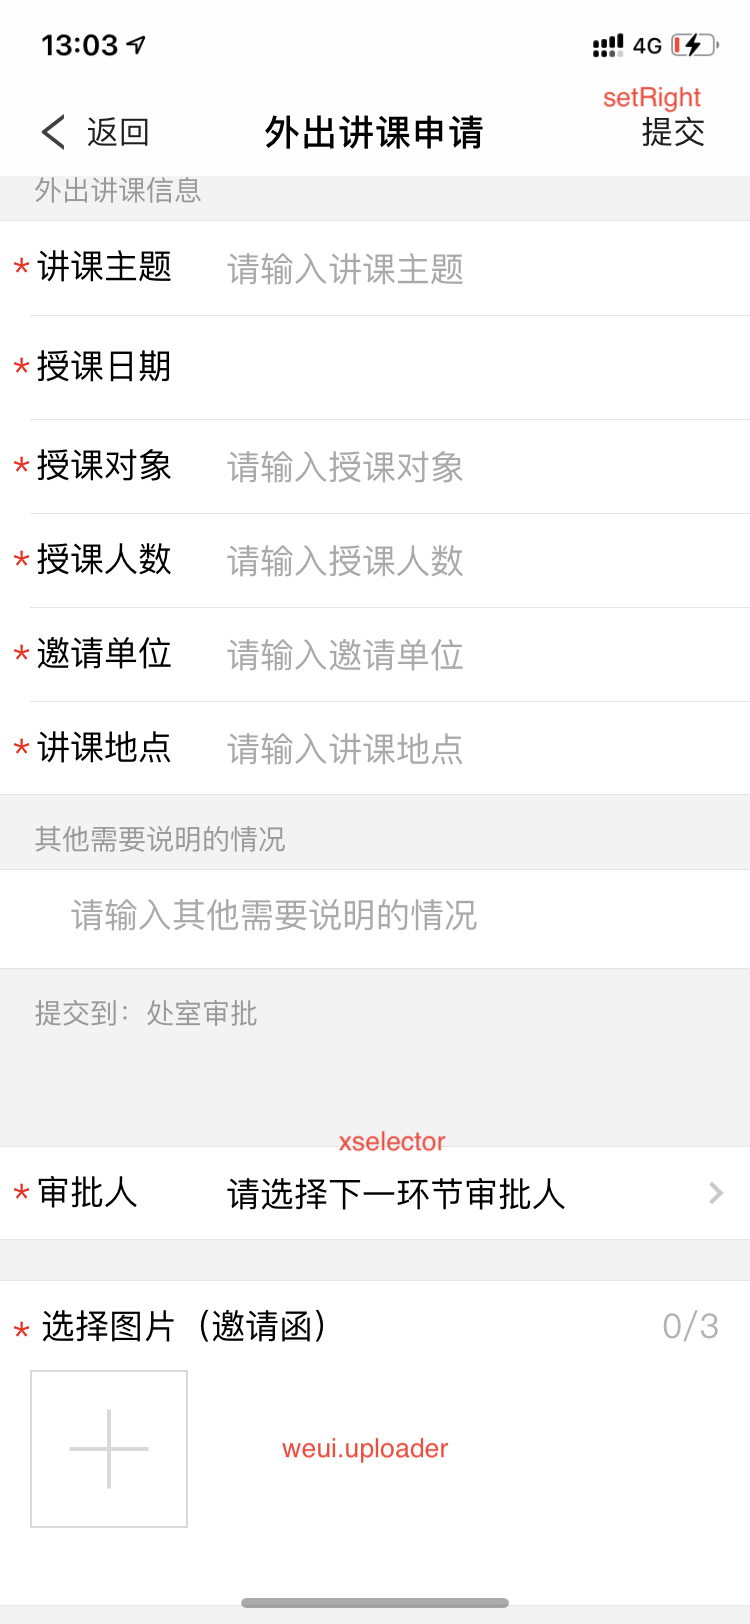 13:03 4G
setRight
返回 外出讲课申请 提交
外出讲课信息
* 讲课主题 请输入讲课主题
* 授课日期
* 授课对象 请输入授课对象
* 授课人数 请输入授课人数
* 邀请单位 请输入邀请单位
* 讲课地点 请输入讲课地点
其他需要说明的情况
请输入其他需要说明的情况
提交到：处室审批
xselector
* 审批人 请选择下一环节审批人
* 选择图片（邀请函） 0/3
weui.uploader